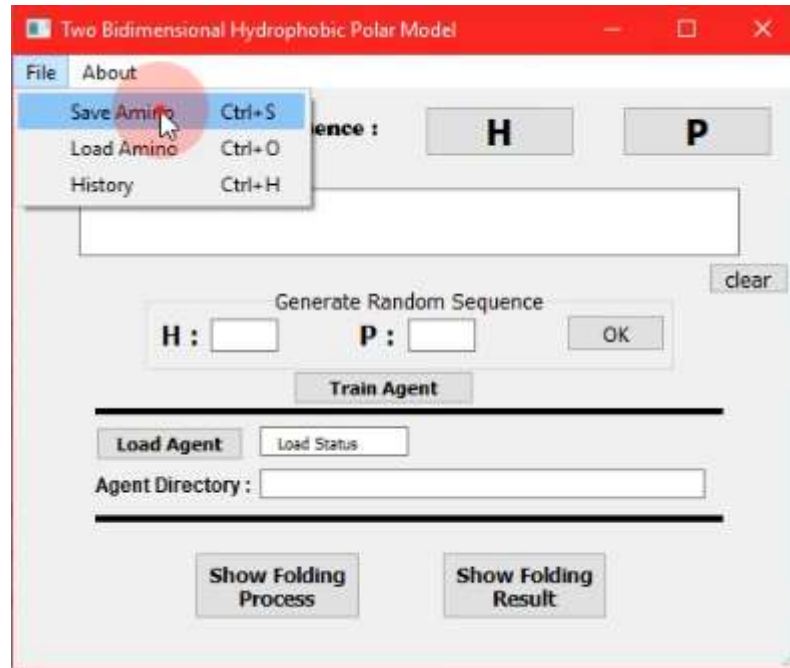 Two Bidimensional Hydrophobic Polar Model
File About
Save Amino Ctrl+S
Load Amino Ctrl+O
History Ctrl+H
ence :
H
P
clear
Generate Random Sequence
H : P : OK
Train Agent
Load Agent Load Status
Agent Directory :
Show Folding Process
Show Folding Result